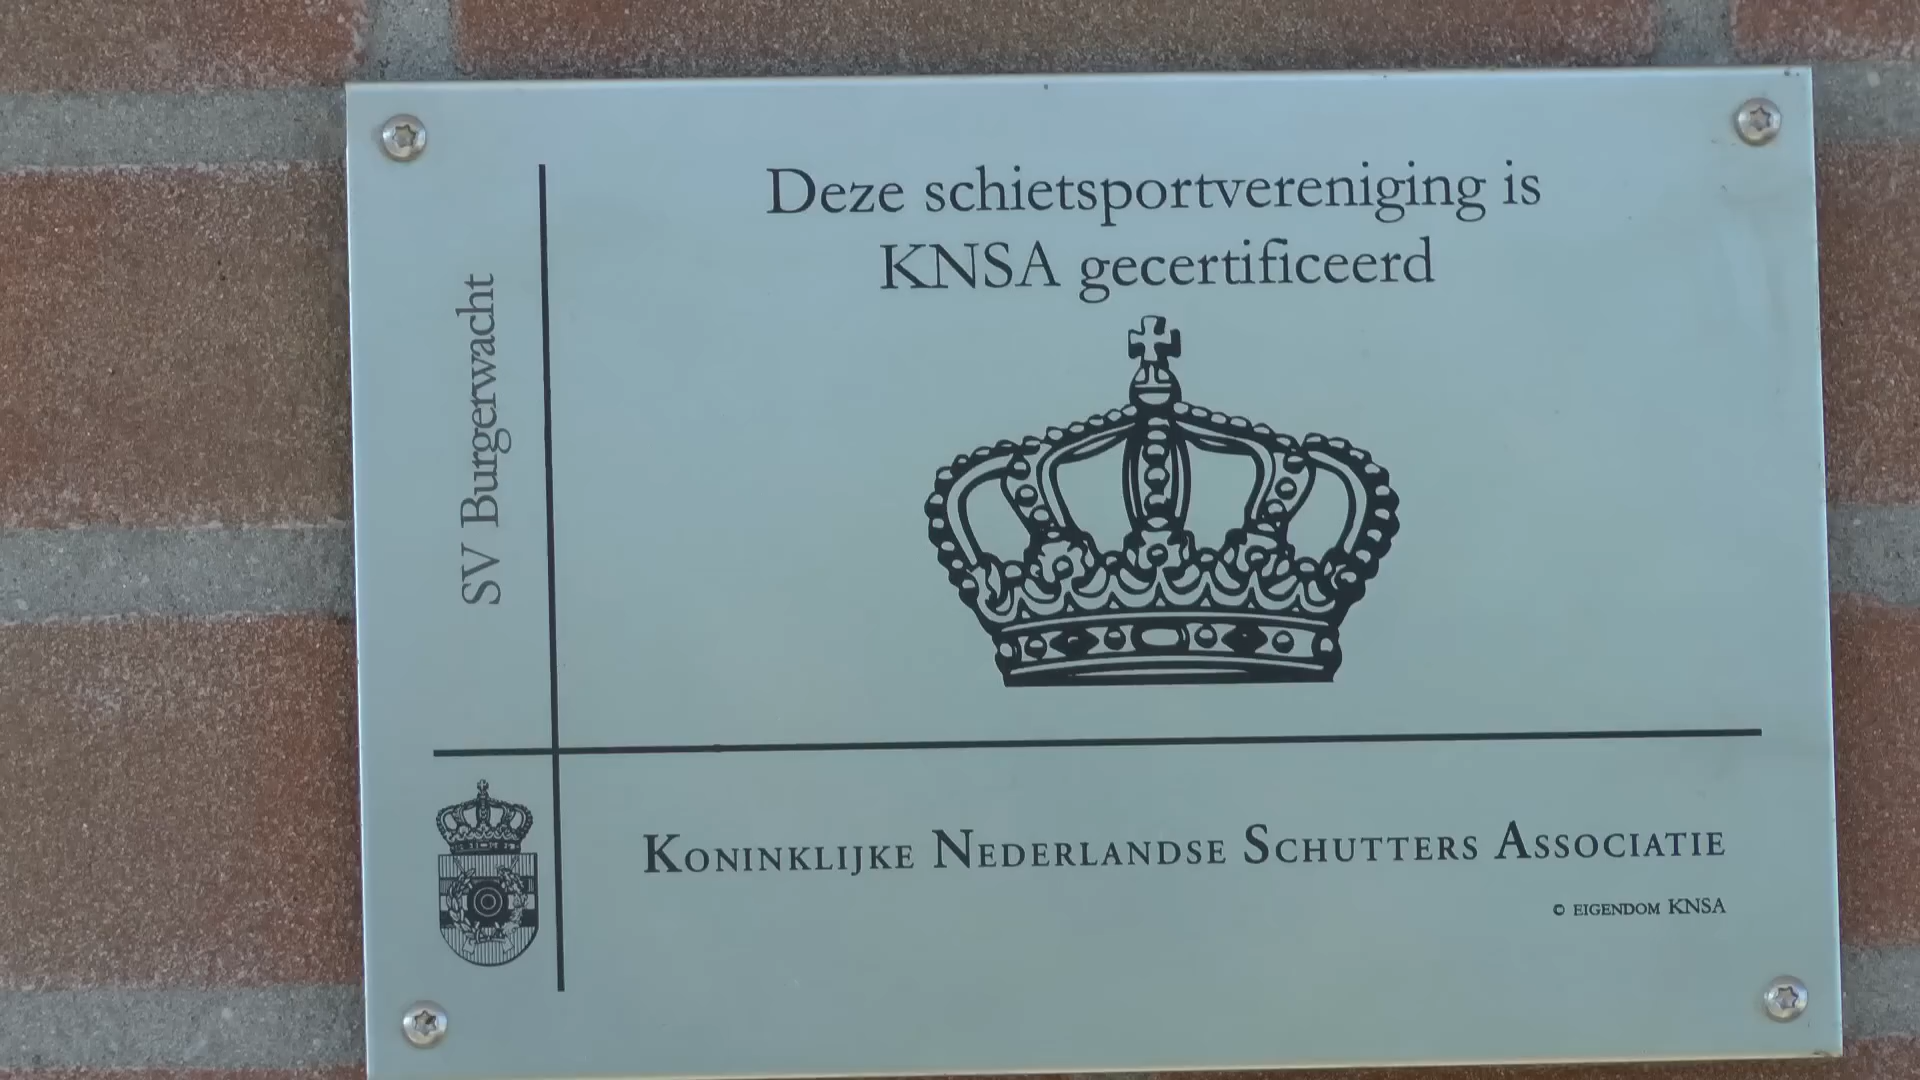 Deze schietsportvereniging is
KNSA gecertificeerd
SV Burgerwacht
KONINKLIJKE NEDERLANDSE SCHUTTERS ASSOCIATIE
© EIGENDOM KNSA